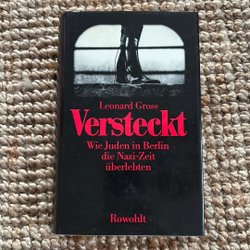 Leonard Gross
Versteckt
Wie Juden in Berlin
die Nazi-Zeit
überlebten
Rowohlt